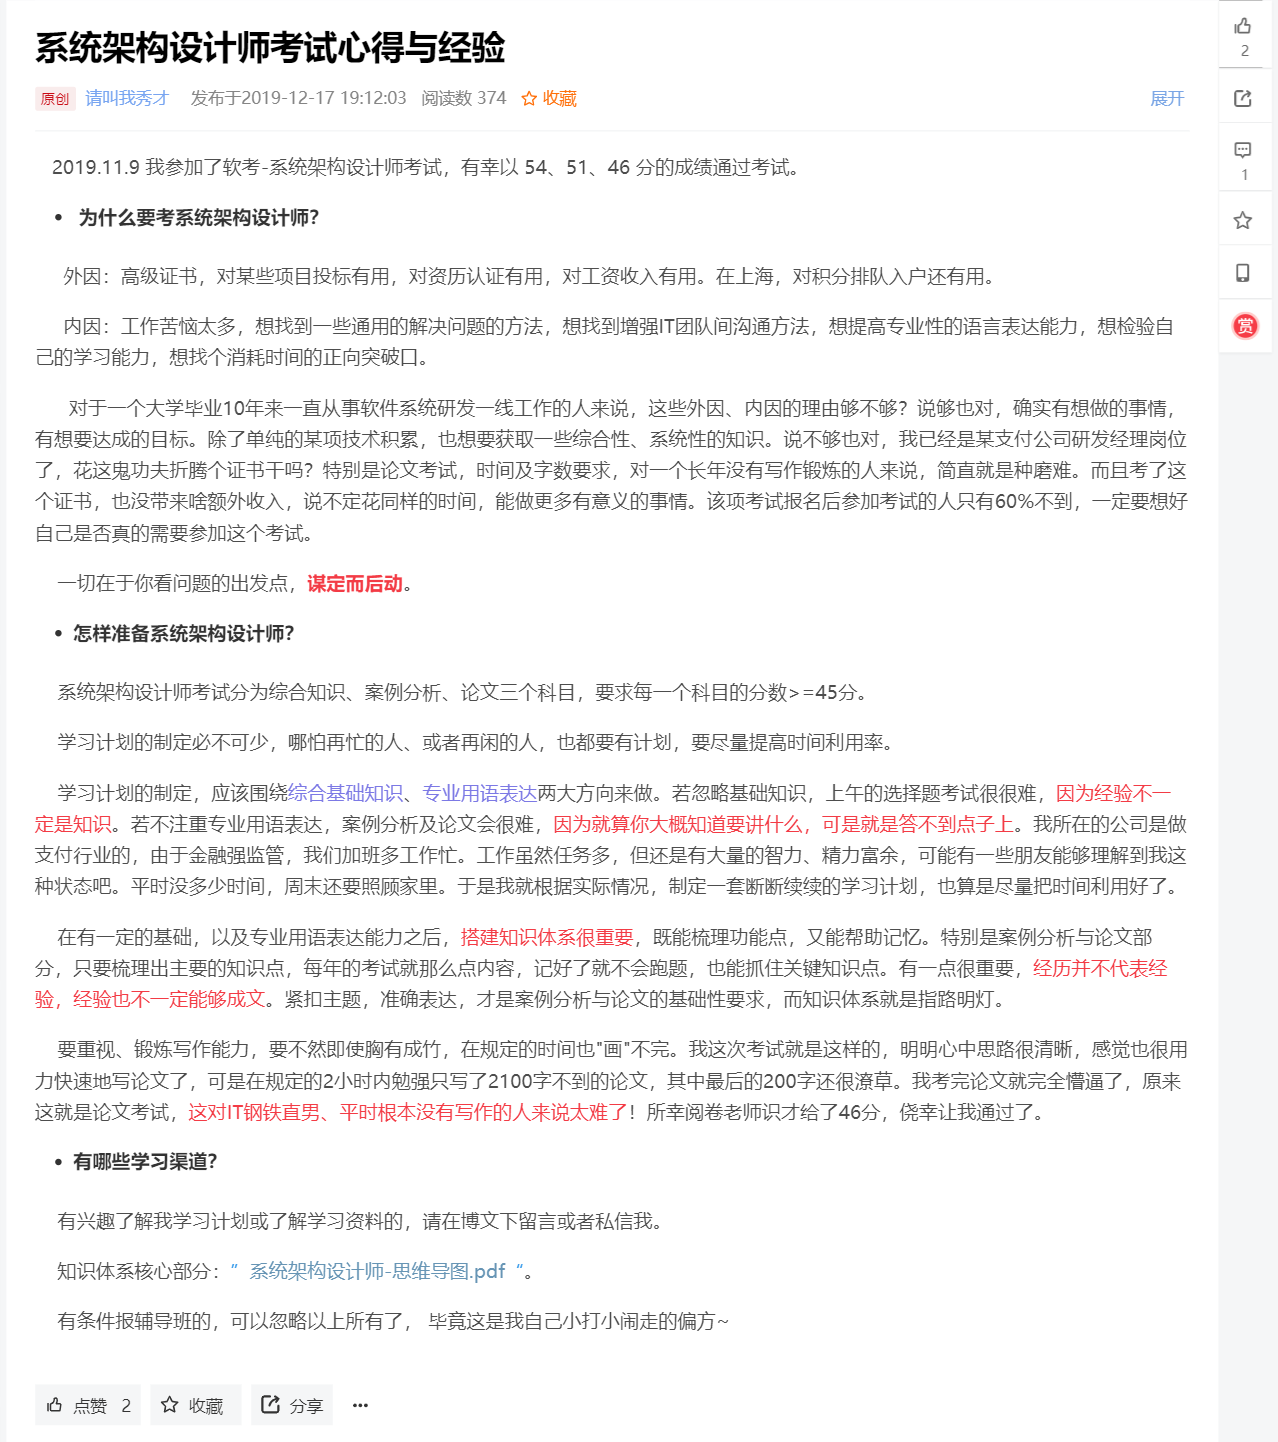 系统架构设计师考试心得与经验
原创 请叫我秀才 发布于2019-12-17 19:12:03 阅读数 374 收藏 展开
2019.11.9 我参加了软考-系统架构设计师考试，有幸以 54、51、46 分的成绩通过考试。
• 为什么要考系统架构设计师？
外因：高级证书，对某些项目投标有用，对资历认证有用，对工资收入有用。在上海，对积分排队入户还有用。
内因：工作苦恼太多，想找到一些通用的解决问题的方法，想找到增强IT团队间沟通方法，想提高专业性的语言表达能力，想检验自
己的学习能力，想找个消耗时间的正向突破口。
对于一个大学毕业10年来一直从事软件系统研发一线工作的人来说，这些外因、内因的理由够不够？说够也对，确实有想做的事情，
有想要达成的目标。除了单纯的某项技术积累，也想要获取一些综合性、系统性的知识。说不够也对，我已经是某支付公司研发经理岗位
了，花这鬼功夫折腾个证书干吗？特别是论文考试，时间及字数要求，对一个长年没有写作锻炼的人来说，简直就是种磨难。而且考了这
个证书，也没带来啥额外收入，说不定花同样的时间，能做更多有意义的事情。该项考试报名后参加考试的人只有60%不到，一定要想好
自己是否真的需要参加这个考试。
一切在于你看问题的出发点，谋定而后动。
• 怎样准备系统架构设计师？
系统架构设计师考试分为综合知识、案例分析、论文三个科目，要求每一个科目的分数>=45分。
学习计划的制定必不可少，哪怕再忙的人、或者再闲的人，也都要有计划，要尽量提高时间利用率。
学习计划的制定，应该围绕综合基础知识、专业用语表达两大方向来做。若忽略基础知识，上午的选择题考试很很难，因为经验不一
定是知识。若不注重专业用语表达，案例分析及论文会很难，因为就算你大概知道要讲什么，可是就是答不到点子上。我所在的公司是做
支付行业的，由于金融强监管，我们加班多工作忙。工作虽然任务多，但还是有大量的智力、精力富余，可能有一些朋友能够理解到我这
种状态吧。平时没多少时间，周末还要照顾家里。于是我就根据实际情况，制定一套断断续续的学习计划，也算是尽量把时间利用好了。
在有一定的基础，以及专业用语表达能力之后，搭建知识体系很重要，既能梳理功能点，又能帮助记忆。特别是案例分析与论文部
分，只要梳理出主要的知识点，每年的考试就那么点内容，记好了就不会跑题，也能抓住关键知识点。有一点很重要，经历并不代表经
验，经验也不一定能够成文。紧扣主题，准确表达，才是案例分析与论文的基础性要求，而知识体系就是指路明灯。
要重视、锻炼写作能力，要不然即使胸有成竹，在规定的时间也"画"不完。我这次考试就是这样的，明明心中思路很清晰，感觉也很用
力快速地写论文了，可是在规定的2小时内勉强只写了2100字不到的论文，其中最后的200字还很潦草。我考完论文就完全懵逼了，原来
这就是论文考试，这对IT钢铁直男、平时根本没有写作的人来说太难了！所幸阅卷老师识才给了46分，侥幸让我通过了。
• 有哪些学习渠道？
有兴趣了解我学习计划或了解学习资料的，请在博文下留言或者私信我。
知识体系核心部分：”系统架构设计师-思维导图.pdf“。
有条件报辅导班的，可以忽略以上所有了， 毕竟这是我自己小打小闹走的偏方~
点赞 2 收藏 分享 ···
2
1
赏